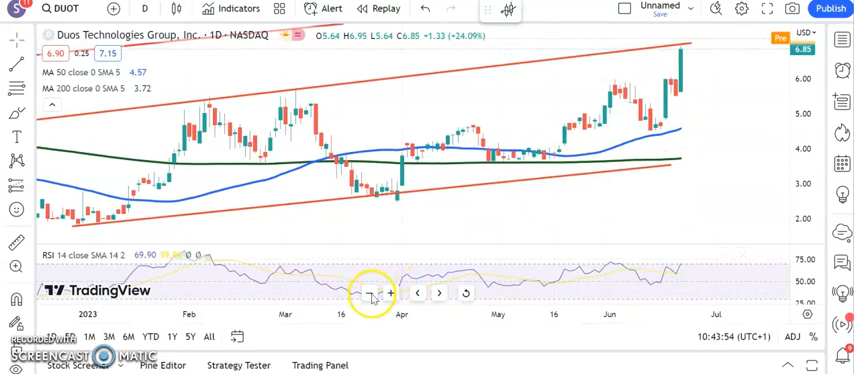 S 11 DUOT D Indicators Alert Replay Unnamed Save Publish
Duos Technologies Group, Inc. · 1D · NASDAQ O5.64 H6.95 L5.64 C6.85 +1.33 (+24.09%)
USD
Pre
6.85
6.90 0.25 7.15
MA 50 close 0 SMA 5 4.57
MA 200 close 0 SMA 5 3.72
6.00
5.00
4.00
3.00
2.00
RSI 14 close SMA 14 2 69.90
75.00
50.00
25.00
TradingView
2023 Feb Mar 16 Apr May 16 Jun Jul
1M 3M 6M YTD 1Y 5Y All 10:43:54 (UTC+1) ADJ %
RECORDED WITH
SCREENCAST MATIC
Stock Screener Pine Editor Strategy Tester Trading Panel